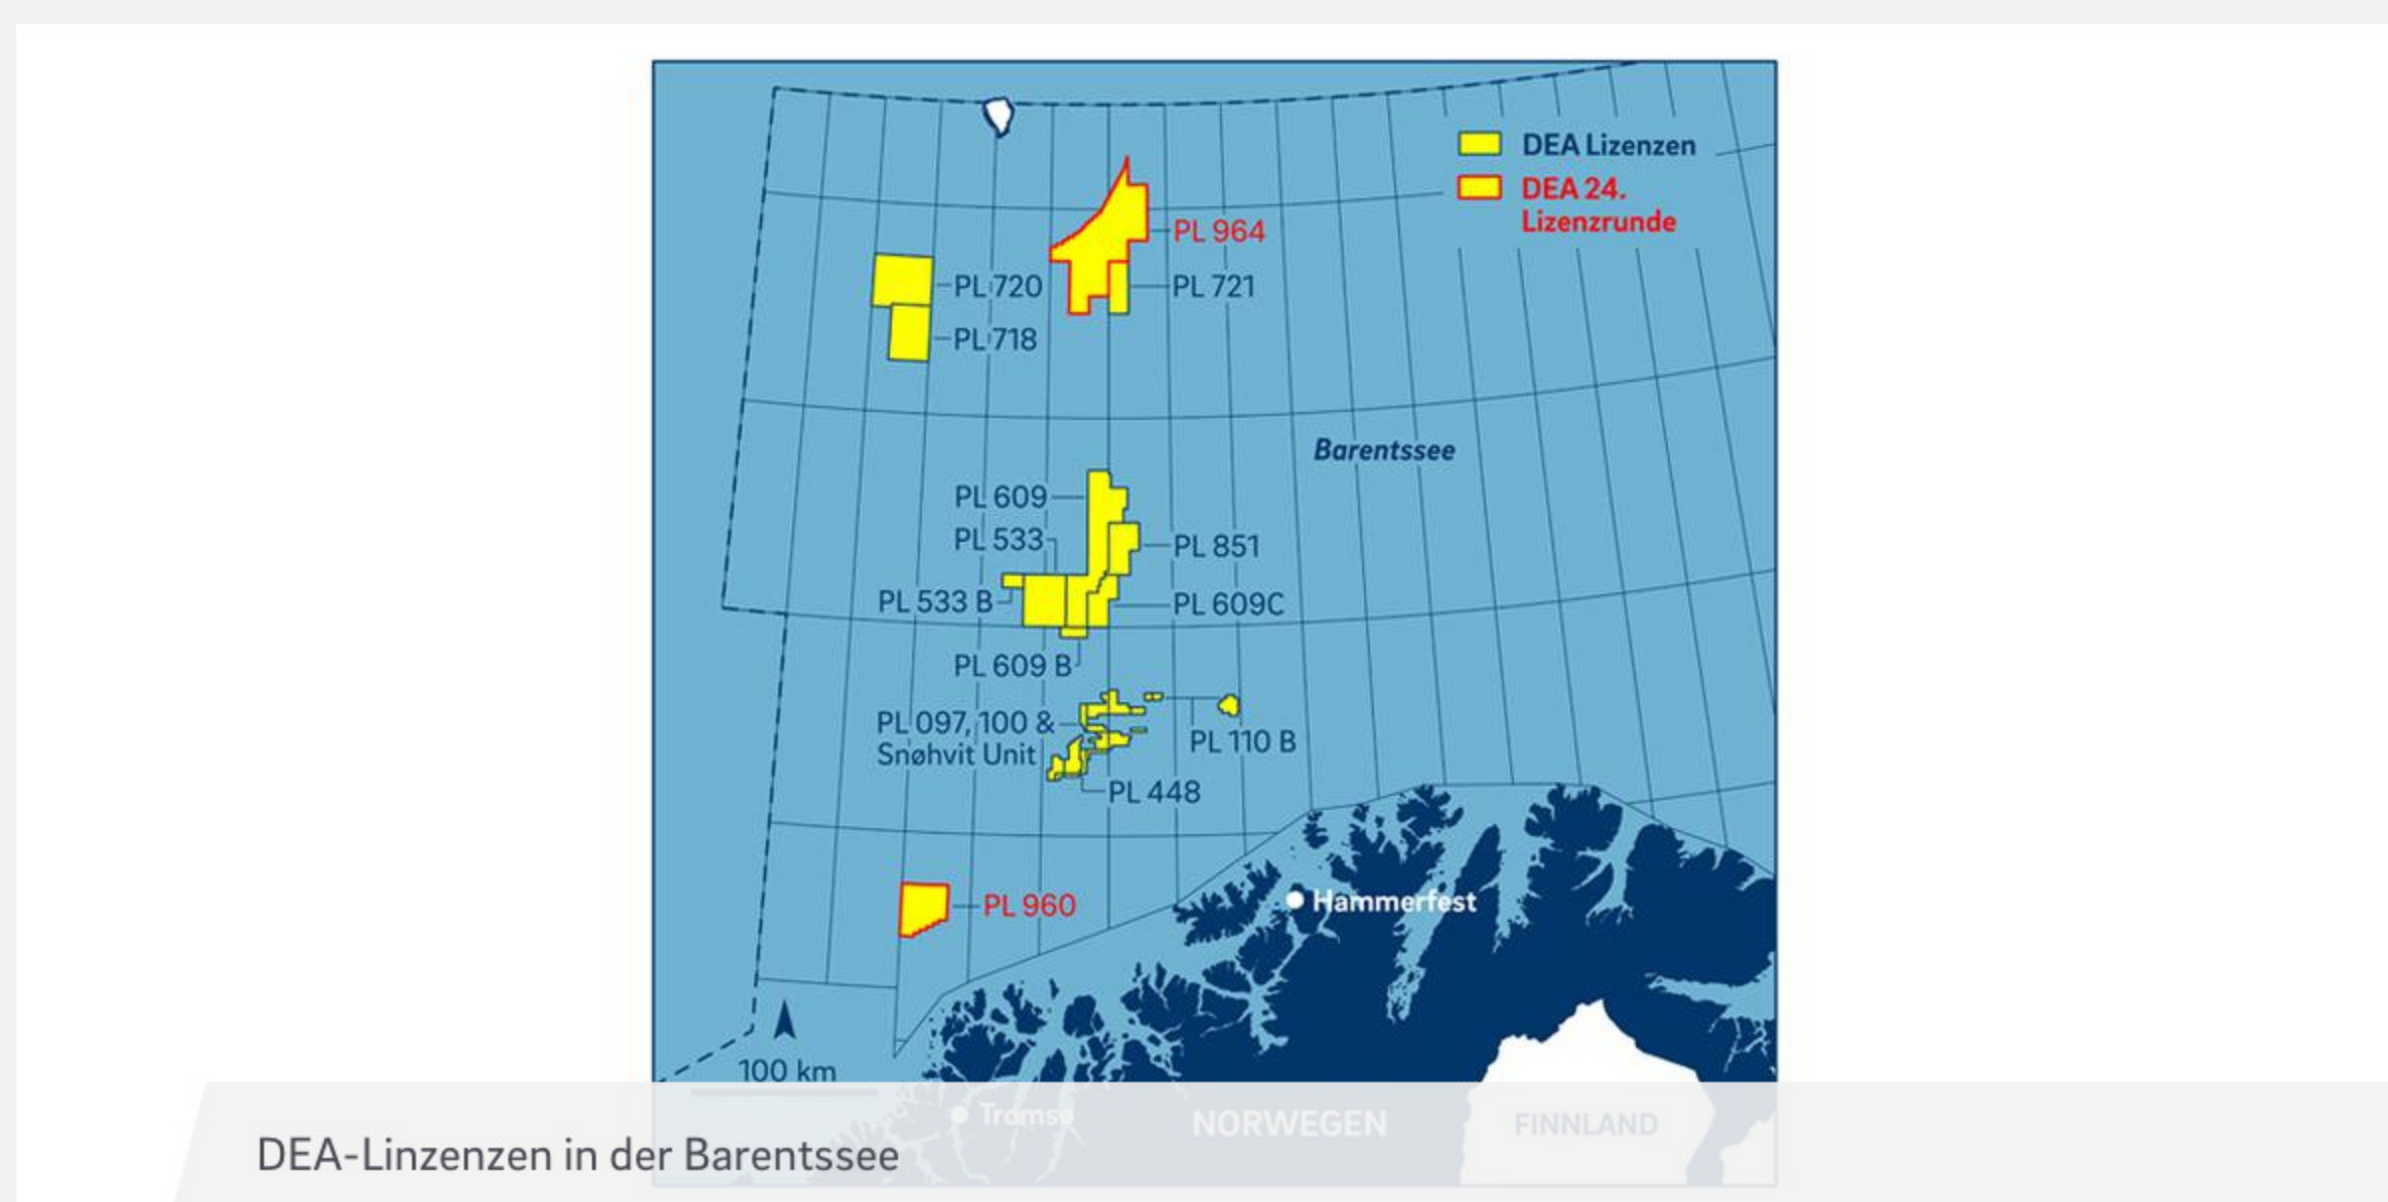 DEA Lizenzen
DEA 24.
Lizenzrunde
PL 964
PL 720
PL 721
PL 718
Barentssee
PL 609
PL 533
PL 851
PL 533 B
PL 609C
PL 609 B
PL 097, 100 &
Snøhvit Unit
PL 110 B
PL 448
Hammerfest
PL 960
100 km
Tromsø
NORWEGEN
FINNLAND
DEA-Linzenzen in der Barentssee